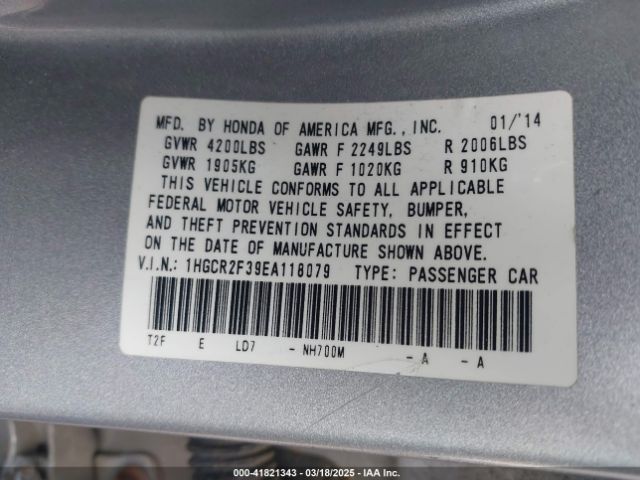 MFD. BY HONDA OF AMERICA MFG., INC. 01/'14
GVWR 4200LBS GAWR F 2249LBS R 2006LBS
GVWR 1905KG GAWR F 1020KG R 910KG
THIS VEHICLE CONFORMS TO ALL APPLICABLE
FEDERAL MOTOR VEHICLE SAFETY, BUMPER,
AND THEFT PREVENTION STANDARDS IN EFFECT
ON THE DATE OF MANUFACTURE SHOWN ABOVE.
V.I.N.: 1HGCR2F39EA118079 TYPE: PASSENGER CAR
T2F E LD7 - NH700M - A - A
000-41821343 | 03/18/2025 | IAA Inc.